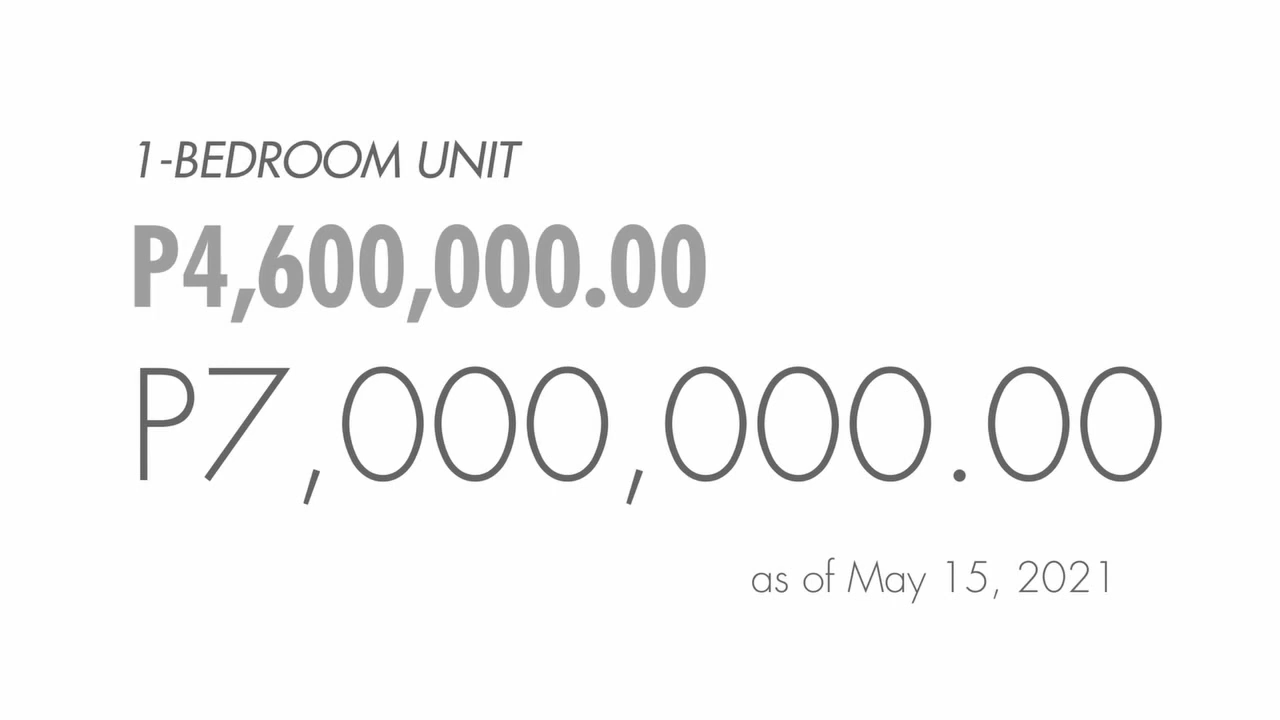 1-BEDROOM UNIT
P4,600,000.00
P7,000,000.00
as of May 15, 2021